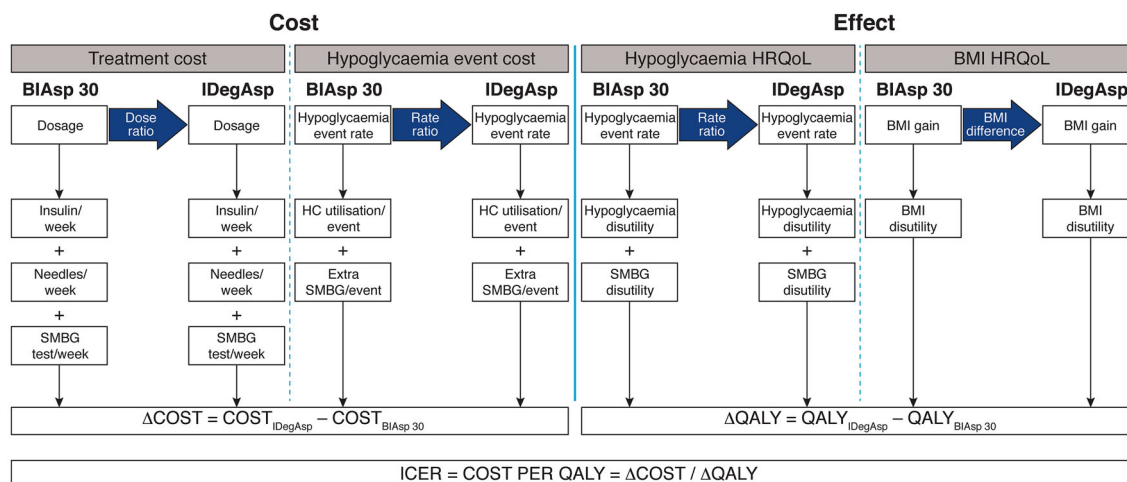 Cost
Effect
Treatment cost
Hypoglycaemia event cost
Hypoglycaemia HRQoL
BMI HRQoL
BIAsp 30
IDegAsp
BIAsp 30
IDegAsp
BIAsp 30
IDegAsp
BIAsp 30
IDegAsp
Dosage
Dose
ratio
Dosage
Hypoglycaemia
event rate
Rate
ratio
Hypoglycaemia
event rate
Hypoglycaemia
event rate
Rate
ratio
Hypoglycaemia
event rate
BMI gain
BMI
difference
BMI gain
Insulin/
week
Insulin/
week
HC utilisation/
event
HC utilisation/
event
Hypoglycaemia
disutility
Hypoglycaemia
disutility
BMI
disutility
BMI
disutility
+
+
+
+
+
+
Needles/
week
Needles/
week
Extra
SMBG/event
Extra
SMBG/event
SMBG
disutility
SMBG
disutility
+
+
SMBG
test/week
SMBG
test/week
ΔCOST = COST IDegAsp – COST BIAsp 30
ΔQALY = QALY IDegAsp – QALY BIAsp 30
ICER = COST PER QALY = ΔCOST / ΔQALY